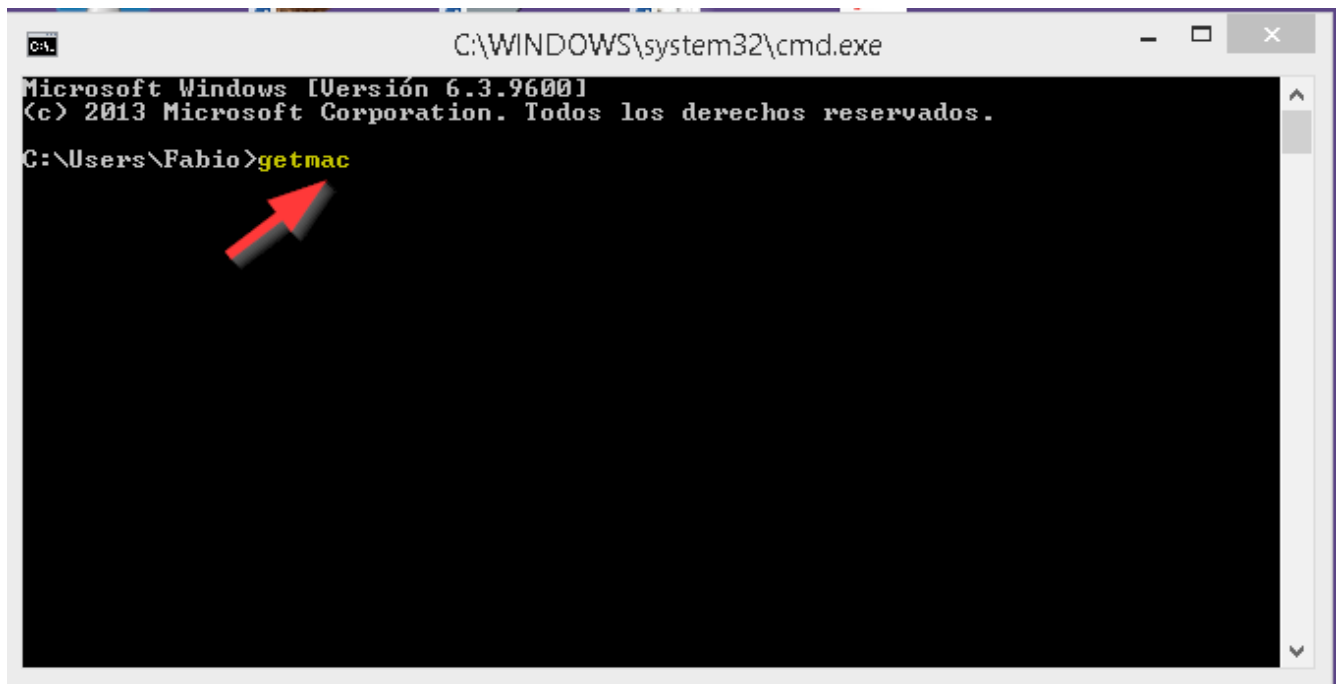 C:\WINDOWS\system32\cmd.exe
Microsoft Windows [Versión 6.3.9600]
(c) 2013 Microsoft Corporation. Todos los derechos reservados.
C:\Users\Fabio>getmac